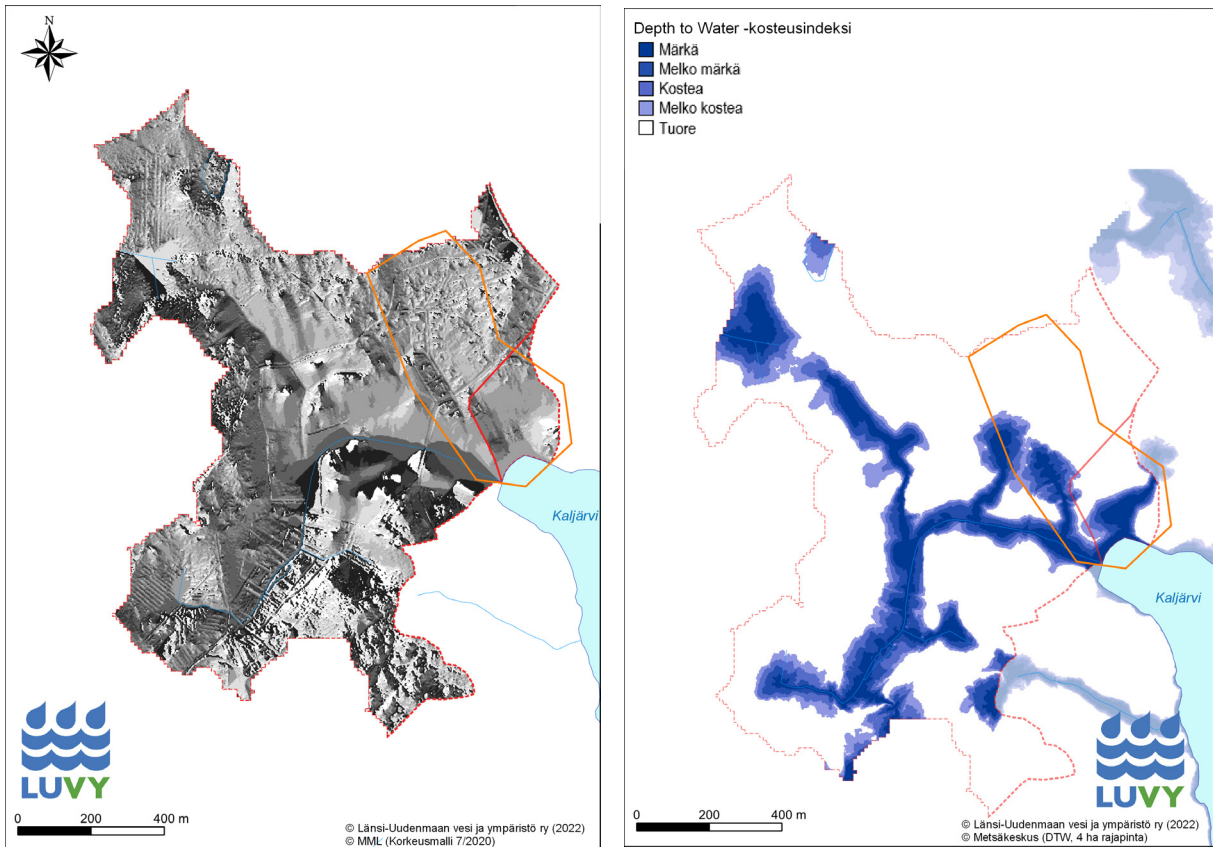 N
Kaljärvi
LUVY
0 200 400 m
© Länsi-Uudenmaan vesi ja ympäristö ry (2022)
© MML (Korkeusmalli 7/2020)
Depth to Water -kosteusindeksi
Märkä
Melko märkä
Kostea
Melko kostea
Tuore
Kaljärvi
LUVY
0 200 400 m
© Länsi-Uudenmaan vesi ja ympäristö ry (2022)
© Metsäkeskus (DTW, 4 ha rajapinta)